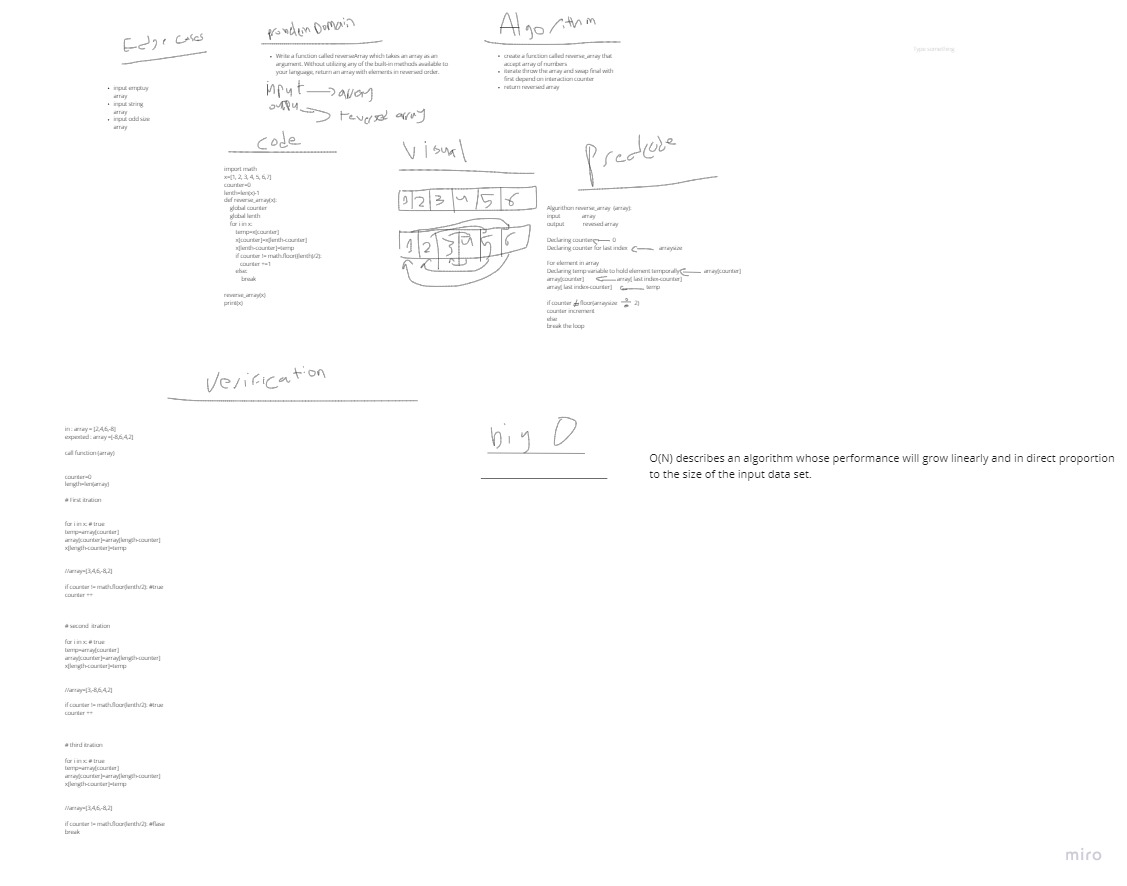 Edge cases
• input emptuy
array
• input string
array
• input odd size
array
problem Domain
• Write a function called reverseArray which takes an array as an
argument. Without utilizing any of the built-in methods available to
your language, return an array with elements in reversed order.
input → array
output → reversed array
Algorithm
• create a function called reverse_array that
accept array of numbers
• iterate throw the array and swap final with
first depend on interaction counter
• return reversed array
Type something
code
import math
x=[1, 2, 3, 4, 5, 6,7]
counter=0
lenth=len(x)-1
def reverse_array(x):
global counter
global lenth
for i in x:
temp=x[counter]
x[counter]=x[lenth-counter]
x[lenth-counter]=temp
if counter != math.floor(lenth/2):
counter +=1
else:
break
reverse_array(x)
print(x)
Visual
1 2 3 4 5 6
1 2 3 4 5 6
Psedcode
Algorithon reverse_array (array):
input array
output revesed array
Declaring counter ← 0
Declaring counter for last index ← arraysize
For element in array
Declaring temp variable to hold element temporally ← array[counter]
array[counter] ← array[ last index-counter]
array[ last index-counter] ← temp
if counter ≠ floor(arraysize ÷ 2)
counter increment
else
break the loop
Verification
in : array = [2,4,6,-8]
expexted : array =[-8,6,4,2]
call function (array)
counter=0
length=len(array)
# First itration
for i in x: # true
temp=array[counter]
array[counter]=array[length-counter]
x[length-counter]=temp
//array=[3,4,6,-8,2]
if counter != math.floor(lenth/2): #true
counter ++
# second itration
for i in x: # true
temp=array[counter]
array[counter]=array[length-counter]
x[length-counter]=temp
//array=[3,-8,6,4,2]
if counter != math.floor(lenth/2): #true
counter ++
# third itration
for i in x: # true
temp=array[counter]
array[counter]=array[length-counter]
x[length-counter]=temp
//array=[3,4,6,-8,2]
if counter != math.floor(lenth/2): #flase
break
big O
O(N) describes an algorithm whose performance will grow linearly and in direct proportion
to the size of the input data set.
miro